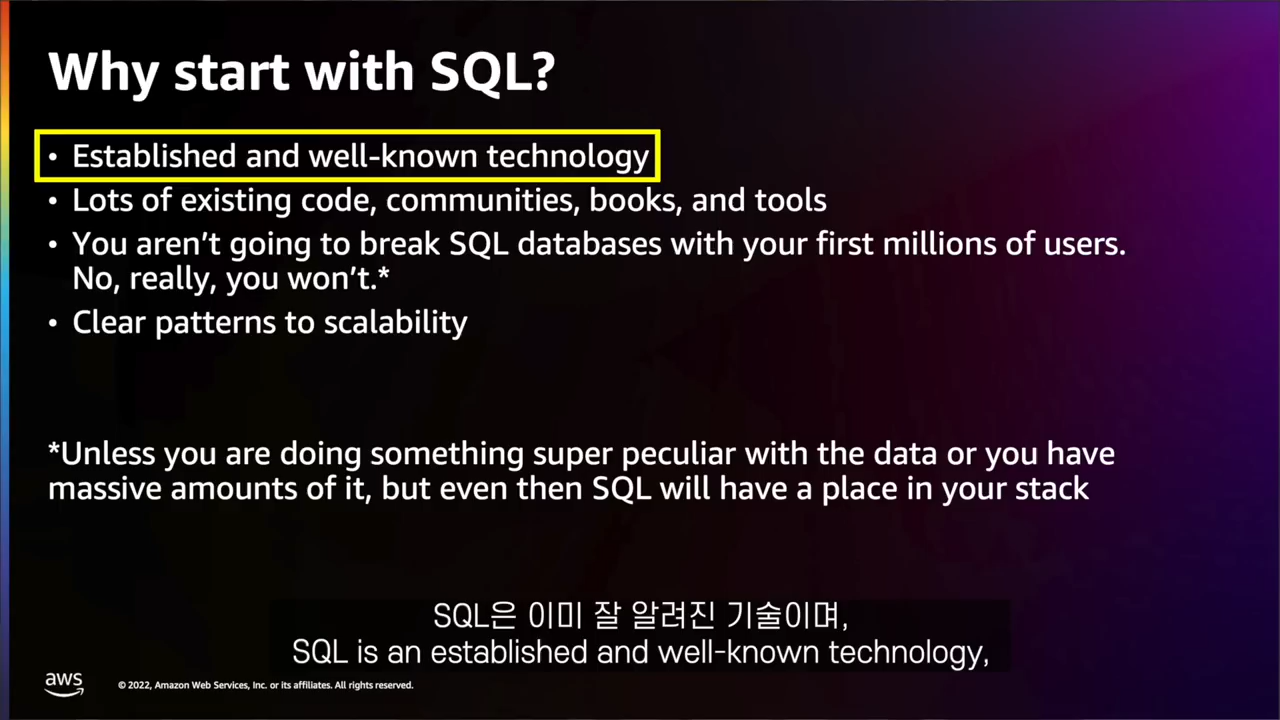 Why start with SQL?
• Established and well-known technology
• Lots of existing code, communities, books, and tools
• You aren’t going to break SQL databases with your first millions of users.
No, really, you won’t.*
• Clear patterns to scalability
*Unless you are doing something super peculiar with the data or you have
massive amounts of it, but even then SQL will have a place in your stack
SQL은 이미 잘 알려진 기술이며,
SQL is an established and well-known technology,
aws
© 2022, Amazon Web Services, Inc. or its affiliates. All rights reserved.